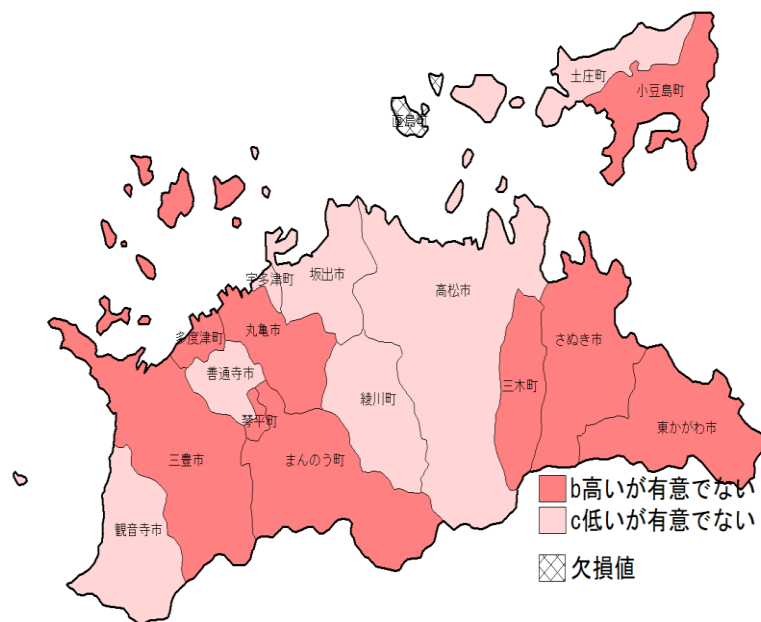 土庄町
小豆島町
直島町
宇多津町
坂出市
高松市
多度津町
丸亀市
さぬき市
善通寺市
三木町
綾川町
琴平町
東かがわ市
三豊市
まんのう町
観音寺市
b高いが有意でない
c低いが有意でない
欠損値